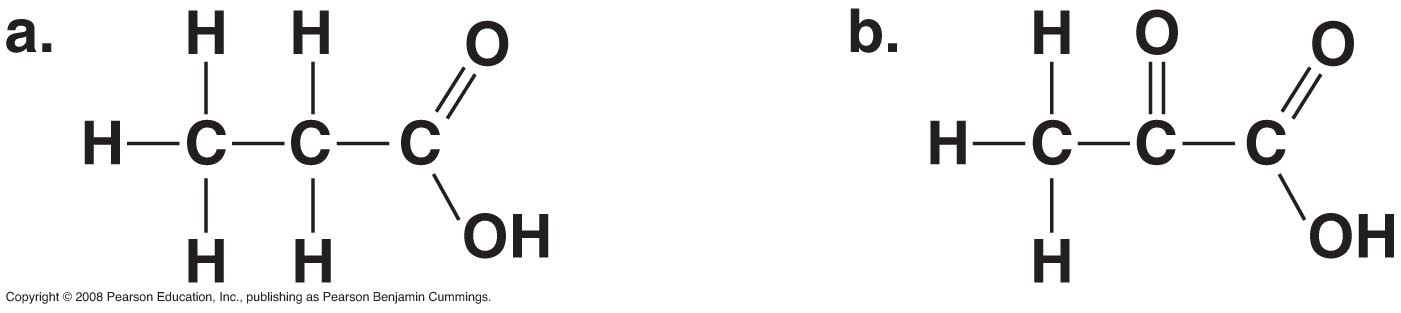 a.
H H O
H C C C
H H OH
b.
H O O
H C C C
H OH
Copyright © 2008 Pearson Education, Inc., publishing as Pearson Benjamin Cummings.